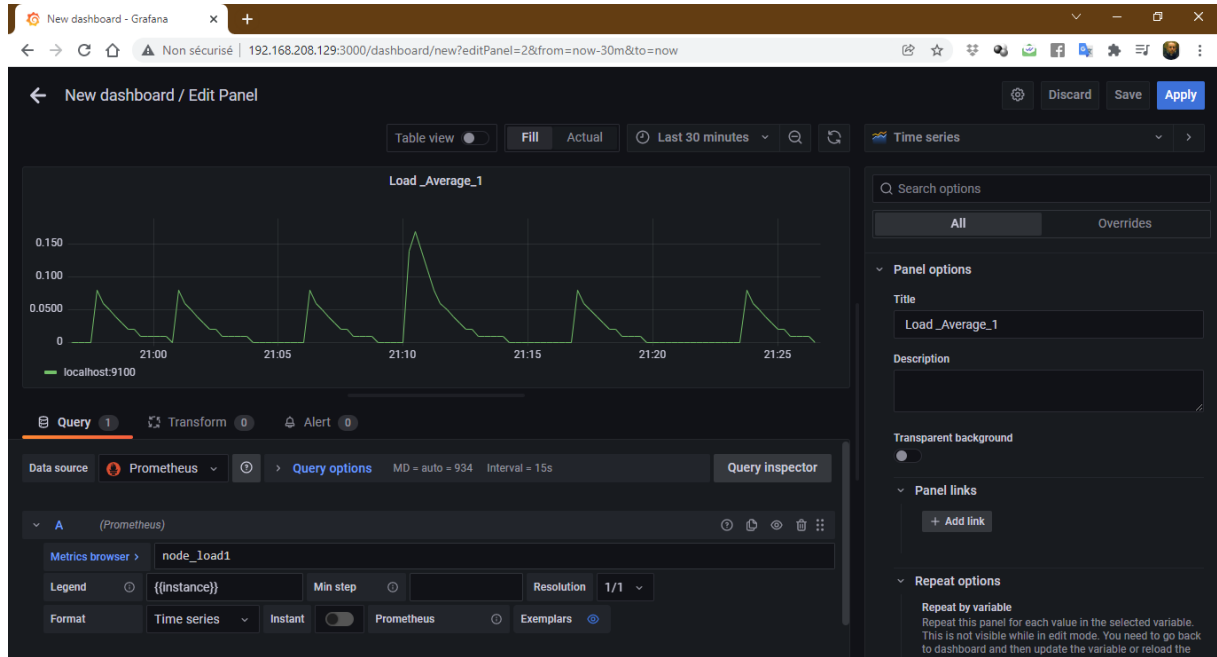 New dashboard - Grafana
Non sécurisé | 192.168.208.129:3000/dashboard/new?editPanel=2&from=now-30m&to=now
New dashboard / Edit Panel
Discard Save Apply
Table view Fill Actual Last 30 minutes
Time series
Load _Average_1
0.150
0.100
0.0500
0
21:00 21:05 21:10 21:15 21:20 21:25
localhost:9100
Search options
All Overrides
Panel options
Title
Load _Average_1
Description
Transparent background
Panel links
+ Add link
Repeat options
Repeat by variable
Repeat this panel for each value in the selected variable.
This is not visible while in edit mode. You need to go back
to dashboard and then update the variable or reload the
Query 1 Transform 0 Alert 0
Data source Prometheus > Query options MD = auto = 934 Interval = 15s Query inspector
A (Prometheus)
Metrics browser > node_load1
Legend {{instance}} Min step Resolution 1/1
Format Time series Instant Prometheus Exemplars